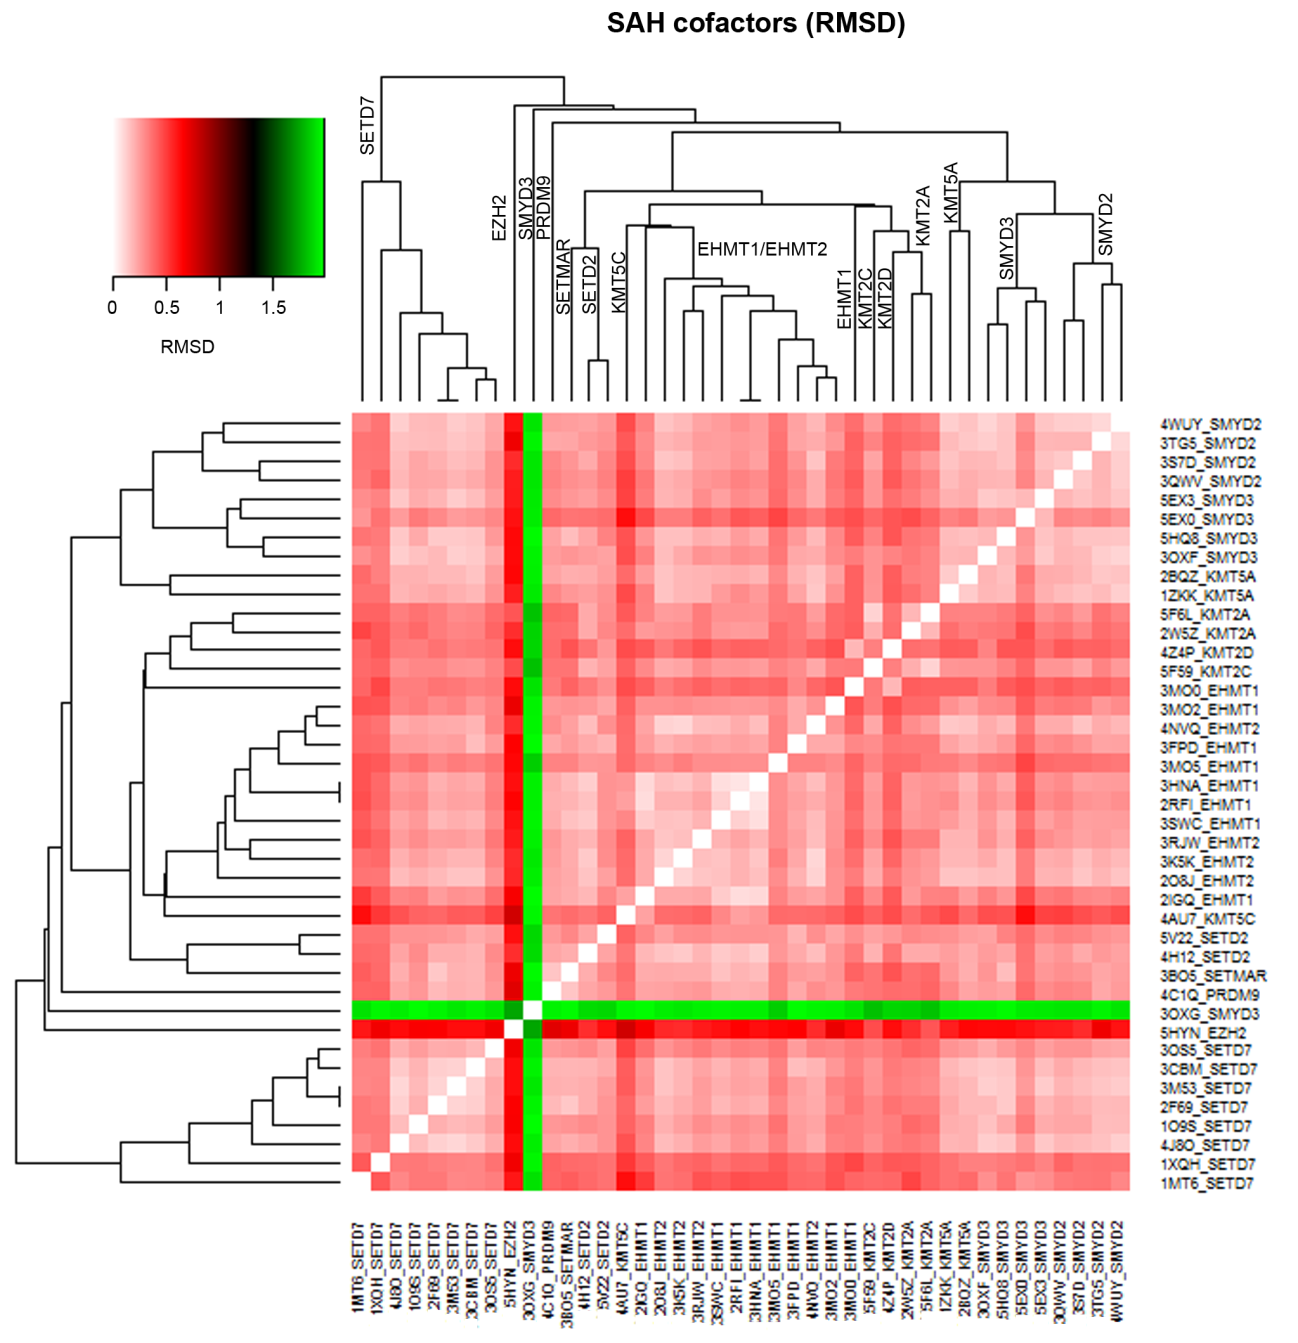 SAH cofactors (RMSD)
SETD7
EZH2
SMYD3
PRDM9
SETMAR
SETD2
KMT5C
EHMT1/EHMT2
EHMT1
KMT2C
KMT2D
KMT2A
KMT5A
SMYD3
SMYD2
0 0.5 1 1.5
RMSD
4WUY_SMYD2
3TG5_SMYD2
3S7D_SMYD2
3QWV_SMYD2
5EX3_SMYD3
5EX0_SMYD3
5HQ8_SMYD3
3OXF_SMYD3
2BQZ_KMT5A
1ZKK_KMT5A
5F6L_KMT2A
2W5Z_KMT2A
4Z4P_KMT2D
5F59_KMT2C
3MO0_EHMT1
3MO2_EHMT1
4NVQ_EHMT2
3FPD_EHMT1
3MO5_EHMT1
3HNA_EHMT1
2RFI_EHMT1
3SWC_EHMT1
3RJW_EHMT2
3K5K_EHMT2
2O8J_EHMT2
2IGQ_EHMT1
4AU7_KMT5C
5V22_SETD2
4H12_SETD2
3BO5_SETMAR
4C1Q_PRDM9
3OXG_SMYD3
5HYN_EZH2
3OS5_SETD7
3CBM_SETD7
3M53_SETD7
2F69_SETD7
1O9S_SETD7
4J8O_SETD7
1XQH_SETD7
1MT6_SETD7
1MT6_SETD7
1XQH_SETD7
4J8O_SETD7
1O9S_SETD7
2F69_SETD7
3M53_SETD7
3CBM_SETD7
3OS5_SETD7
5HYN_EZH2
3OXG_SMYD3
4C1Q_PRDM9
3BO5_SETMAR
4H12_SETD2
5V22_SETD2
4AU7_KMT5C
2IGQ_EHMT1
2O8J_EHMT2
3K5K_EHMT2
3RJW_EHMT2
3SWC_EHMT1
2RFI_EHMT1
3HNA_EHMT1
3MO5_EHMT1
3FPD_EHMT1
4NVQ_EHMT2
3MO2_EHMT1
3MO0_EHMT1
5F59_KMT2C
4Z4P_KMT2D
2W5Z_KMT2A
5F6L_KMT2A
1ZKK_KMT5A
2BQZ_KMT5A
3OXF_SMYD3
5HQ8_SMYD3
5EX0_SMYD3
5EX3_SMYD3
3QWV_SMYD2
3S7D_SMYD2
3TG5_SMYD2
4WUY_SMYD2